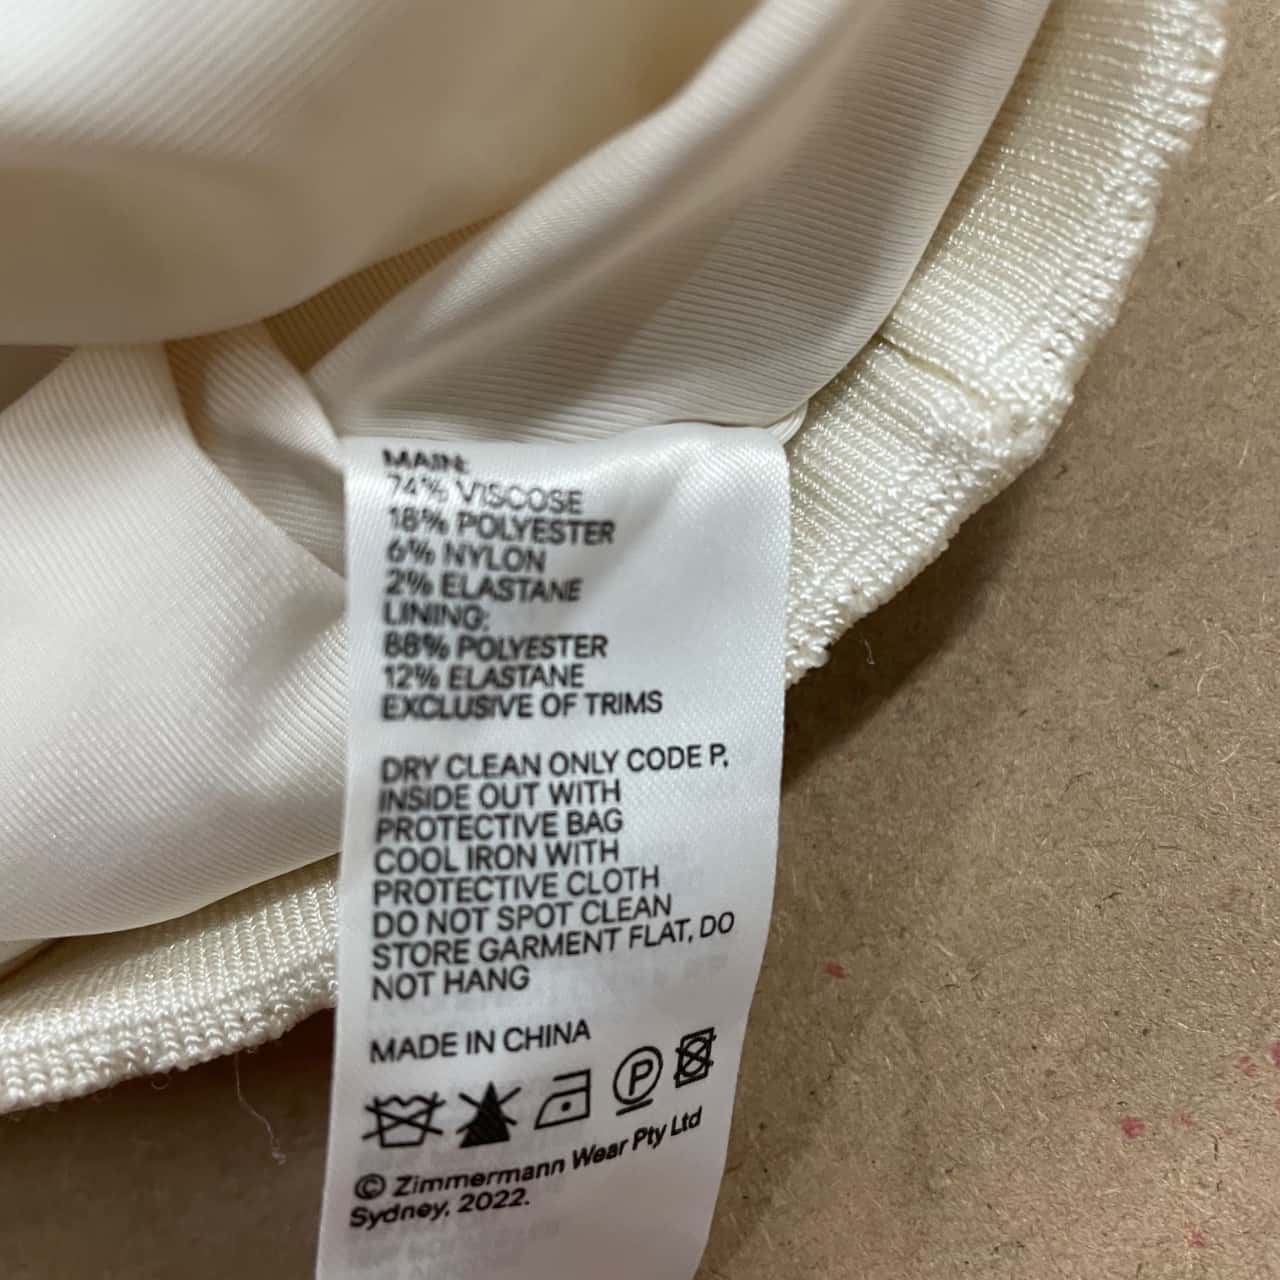 MAIN:
74% VISCOSE
18% POLYESTER
6% NYLON
2% ELASTANE
LINING:
88% POLYESTER
12% ELASTANE
EXCLUSIVE OF TRIMS
DRY CLEAN ONLY CODE P,
INSIDE OUT WITH
PROTECTIVE BAG
COOL IRON WITH
PROTECTIVE CLOTH
DO NOT SPOT CLEAN
STORE GARMENT FLAT, DO
NOT HANG
MADE IN CHINA
P
© Zimmermann Wear Pty Ltd
Sydney, 2022.